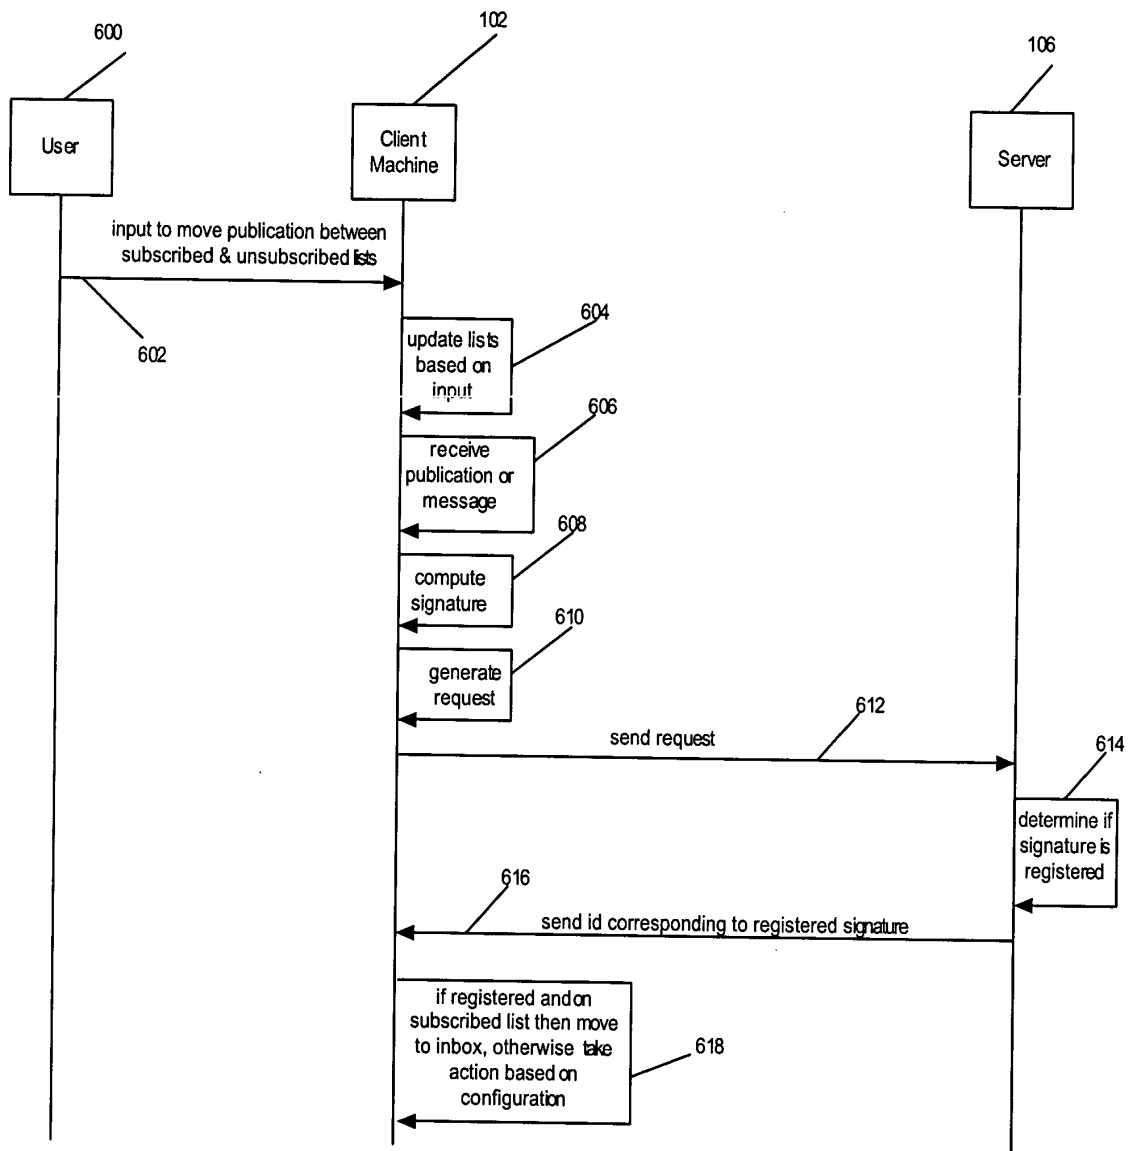 600
102
106
User
Client
Machine
Server
input to move publication between
subscribed & unsubscribed lists
602
604
update lists
based on
input
606
receive
publication or
message
608
compute
signature
610
generate
request
612
send request
614
determine if
signature is
registered
616
send id corresponding to registered signature
if registered and on
subscribed list then move
to inbox, otherwise take
action based on
configuration
618